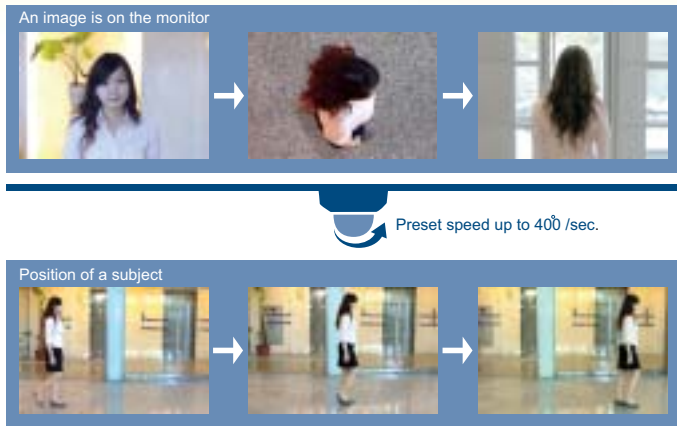 An image is on the monitor
Preset speed up to 400° /sec.
Position of a subject